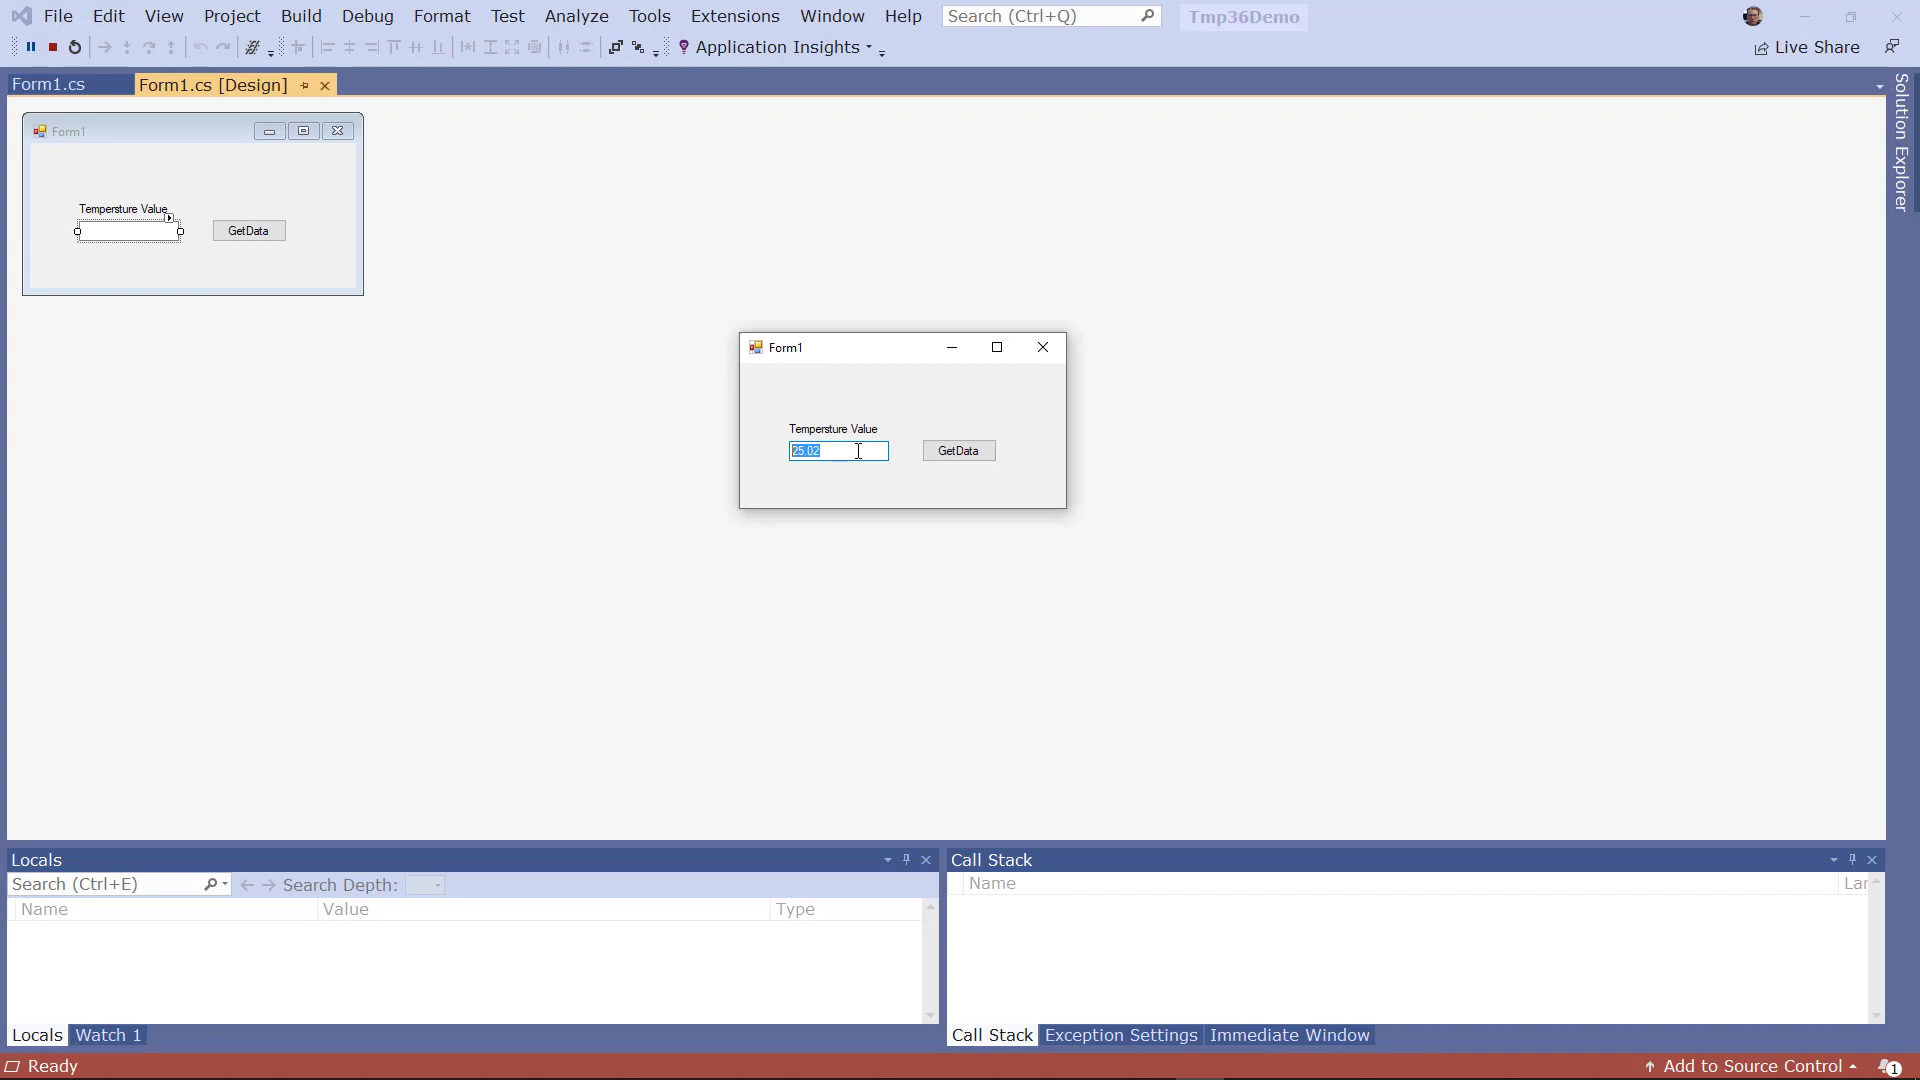 File Edit View Project Build Debug Format Test Analyze Tools Extensions Window Help Search (Ctrl+Q) Tmp36Demo
Application Insights Live Share
Form1.cs Form1.cs [Design]
Solution Explorer
Form1
Tempersture Value
GetData
Form1
Tempersture Value
25.02 GetData
Locals
Search (Ctrl+E) Search Depth:
Name Value Type
Locals Watch 1
Call Stack
Name Lar
Call Stack Exception Settings Immediate Window
Ready Add to Source Control 1